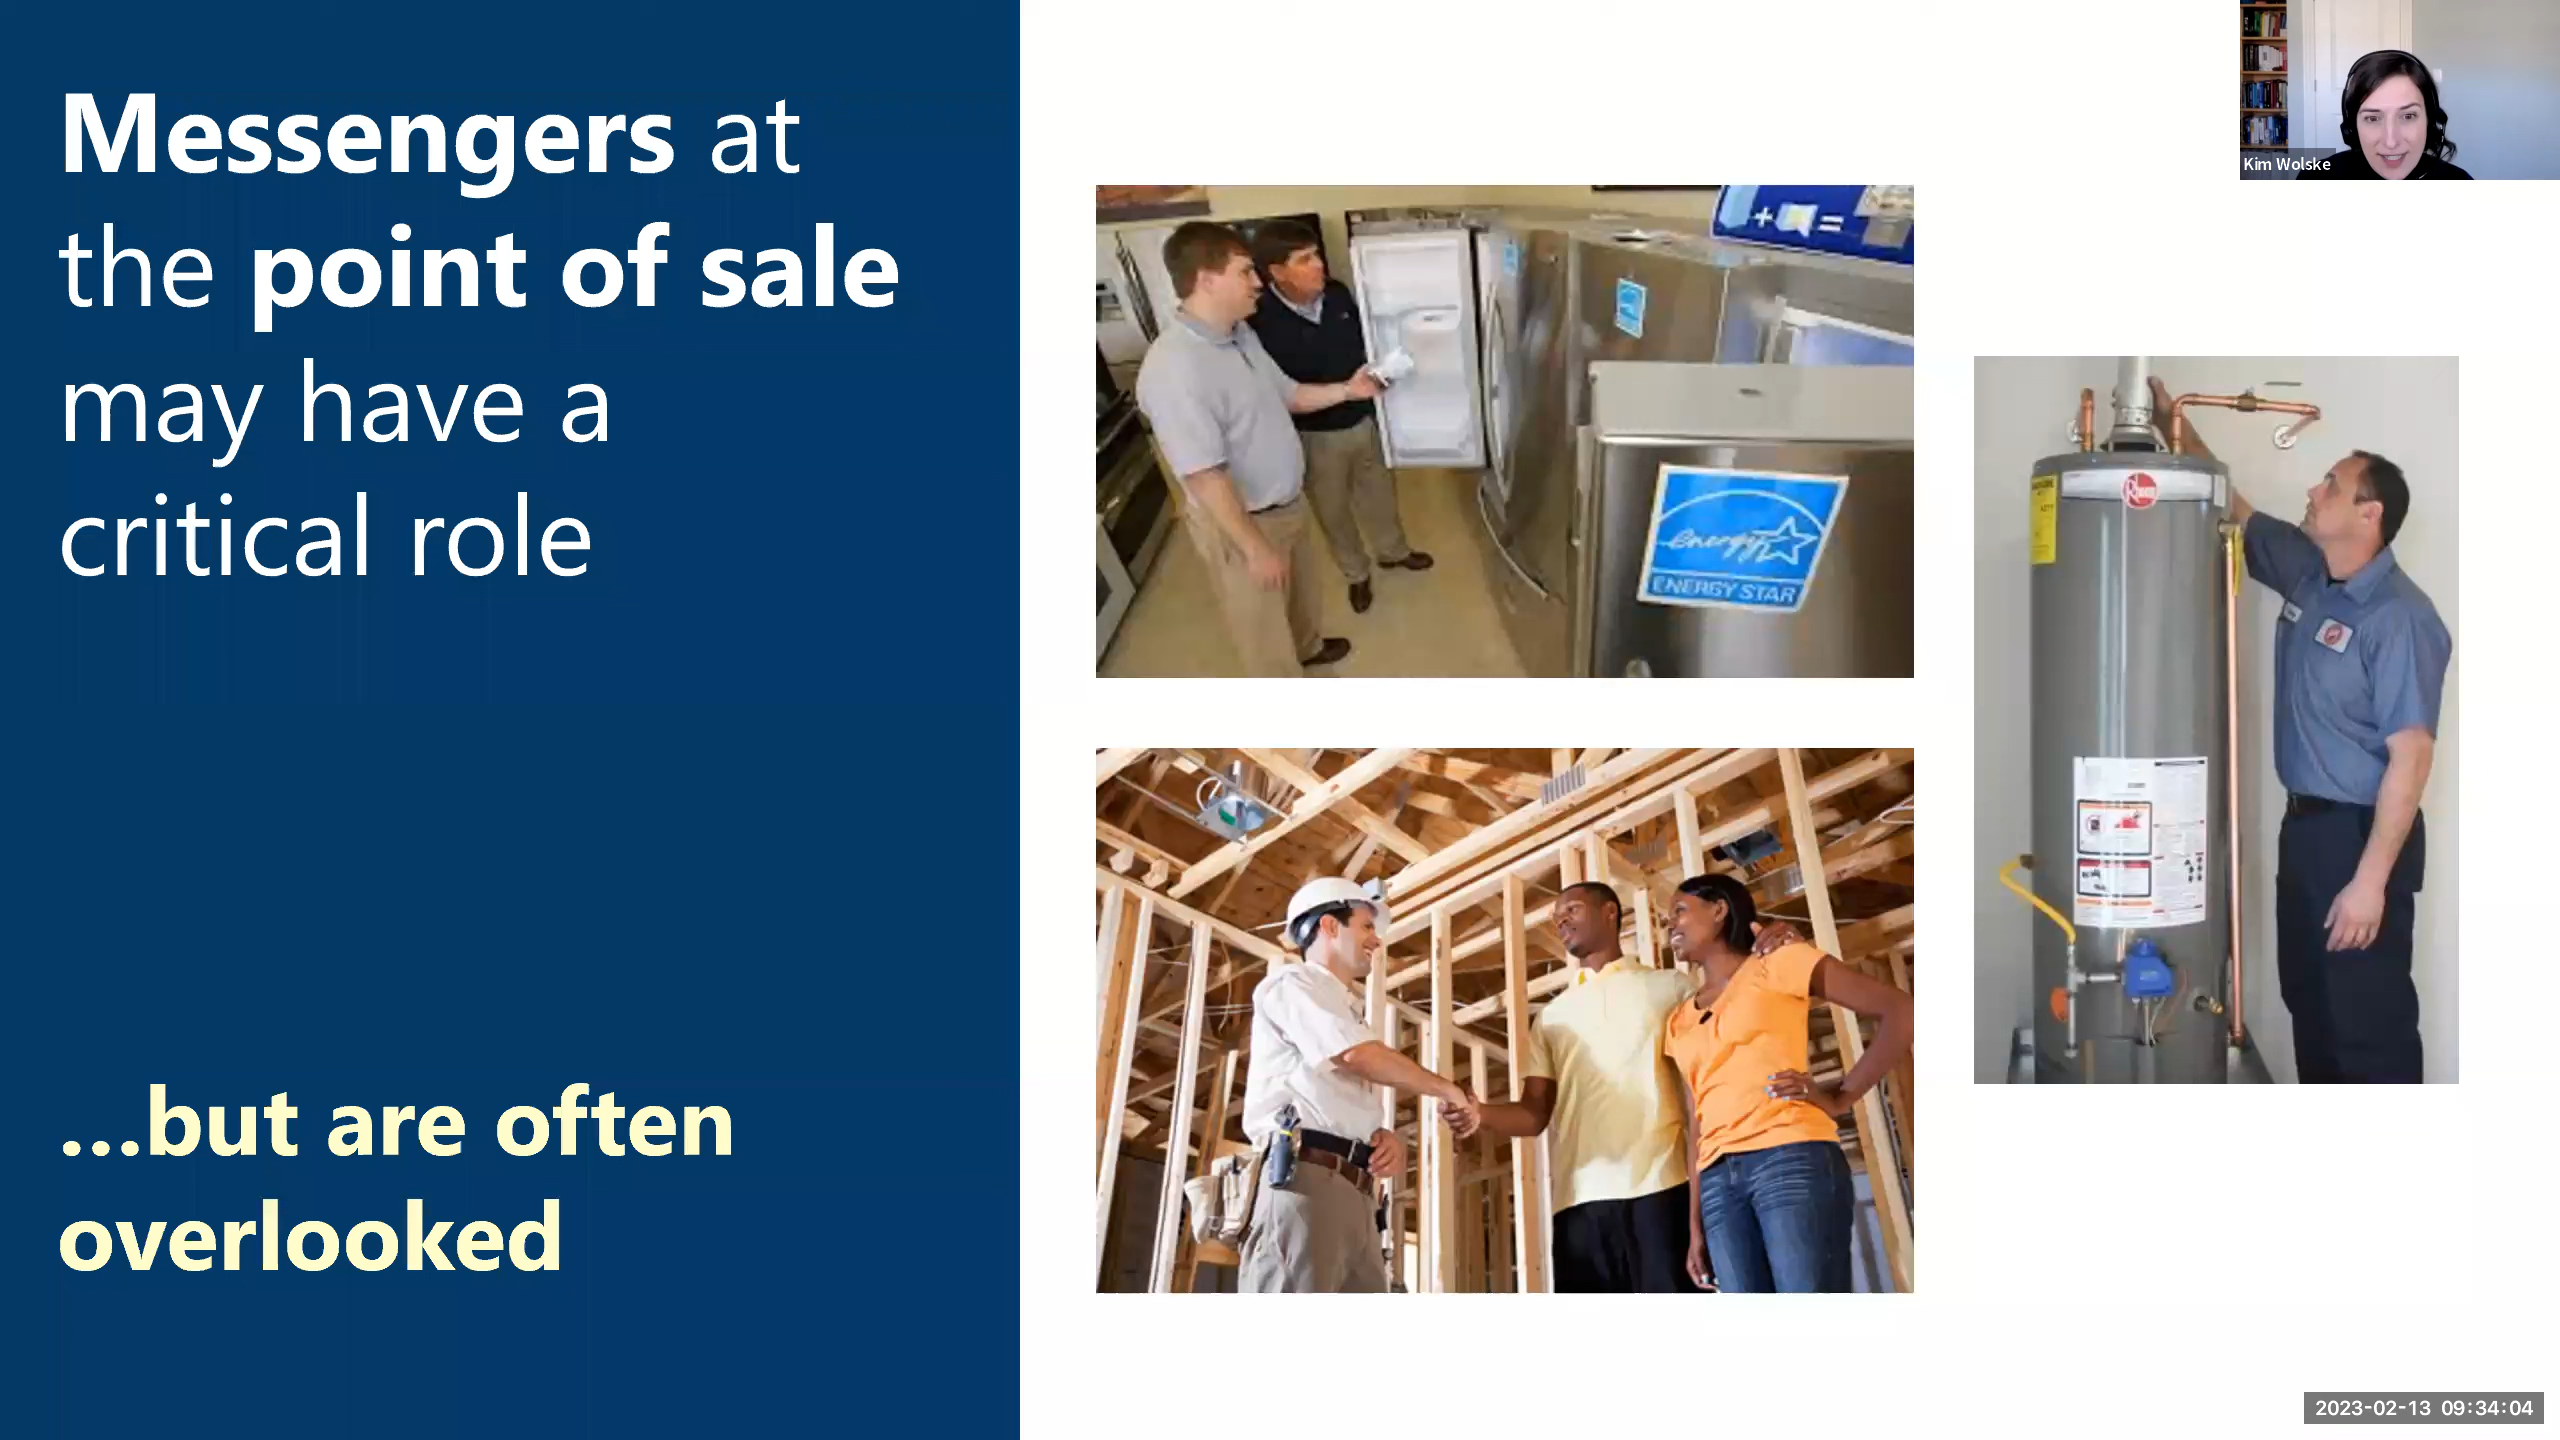 Messengers at
the point of sale
may have a
critical role
...but are often
overlooked
+ =
energy
ENERGY STAR
Kim Wolske
2023-02-13 09:34:04